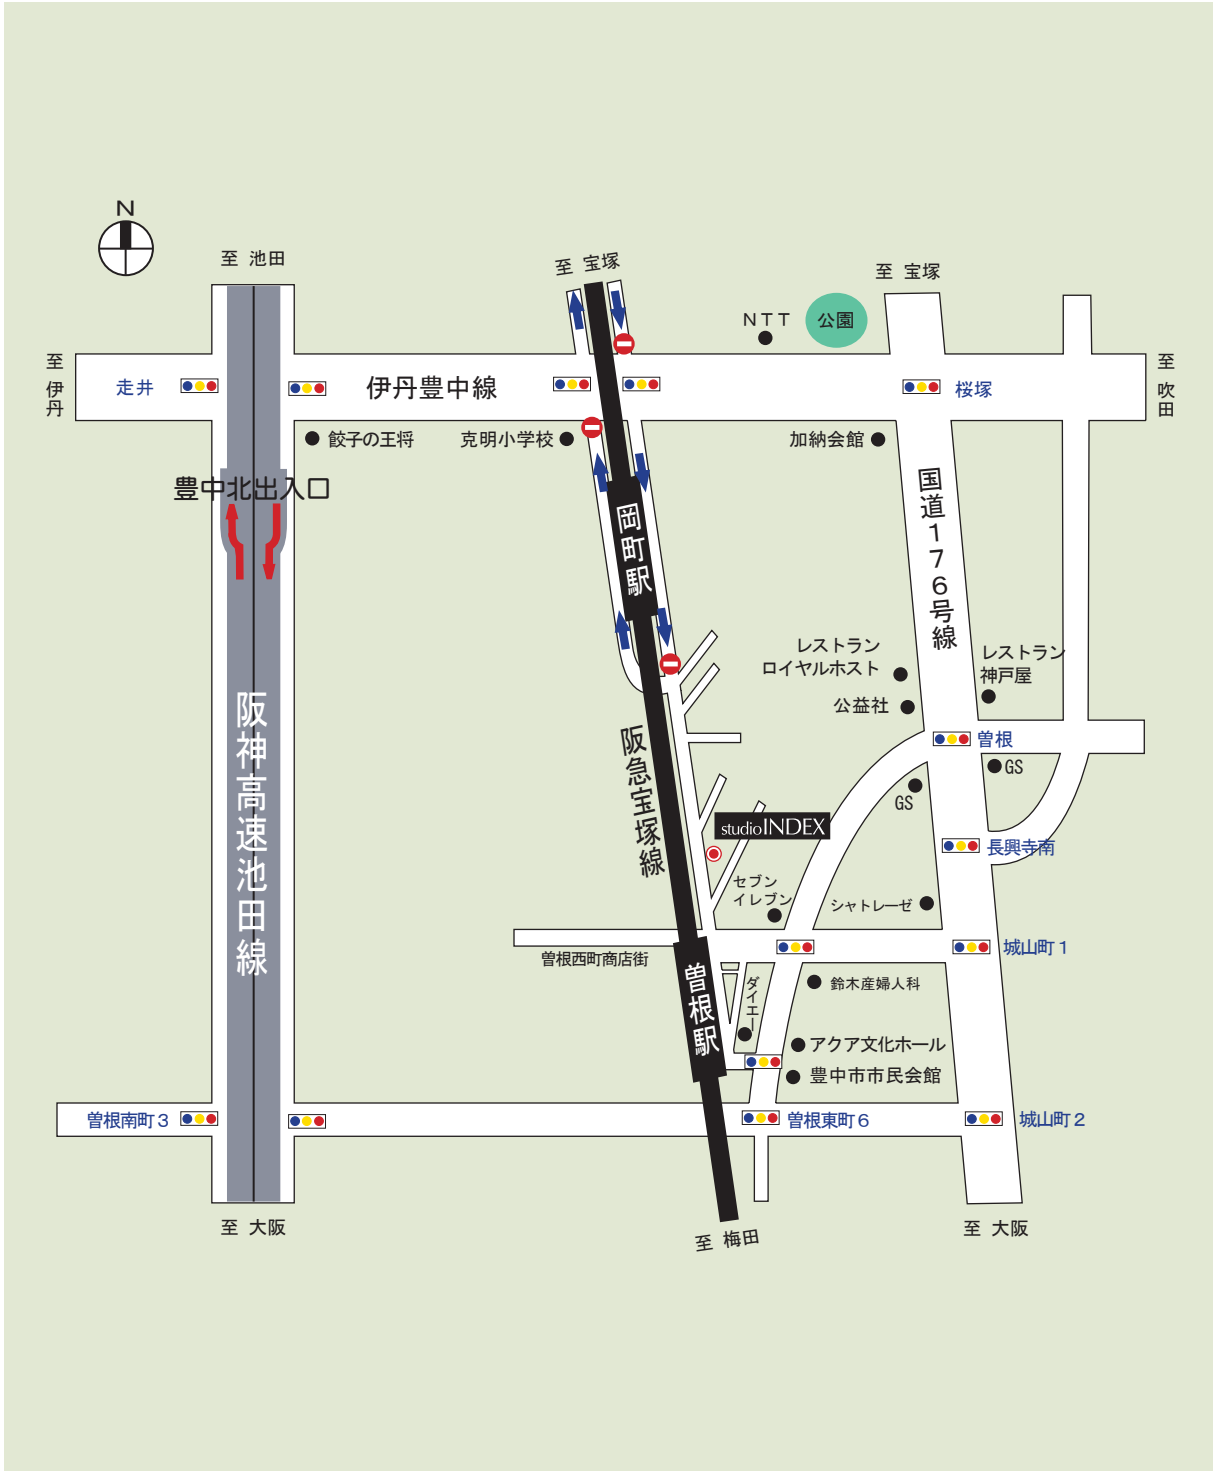 N
至 池田
至 宝塚
至 宝塚
NTT
公園
至 伊丹
走井
伊丹豊中線
桜塚
至 吹田
餃子の王将
克明小学校
加納会館
豊中北出入口
国道176号線
岡町駅
レストラン
ロイヤルホスト
レストラン
神戸屋
公益社
阪神高速池田線
阪急宝塚線
曽根
GS
GS
studioINDEX
長興寺南
セブン
イレブン
シャトレーゼ
曽根西町商店街
城山町1
曽根駅
ダイエー
鈴木産婦人科
アクア文化ホール
豊中市市民会館
曽根南町3
曽根東町6
城山町2
至 大阪
至 梅田
至 大阪